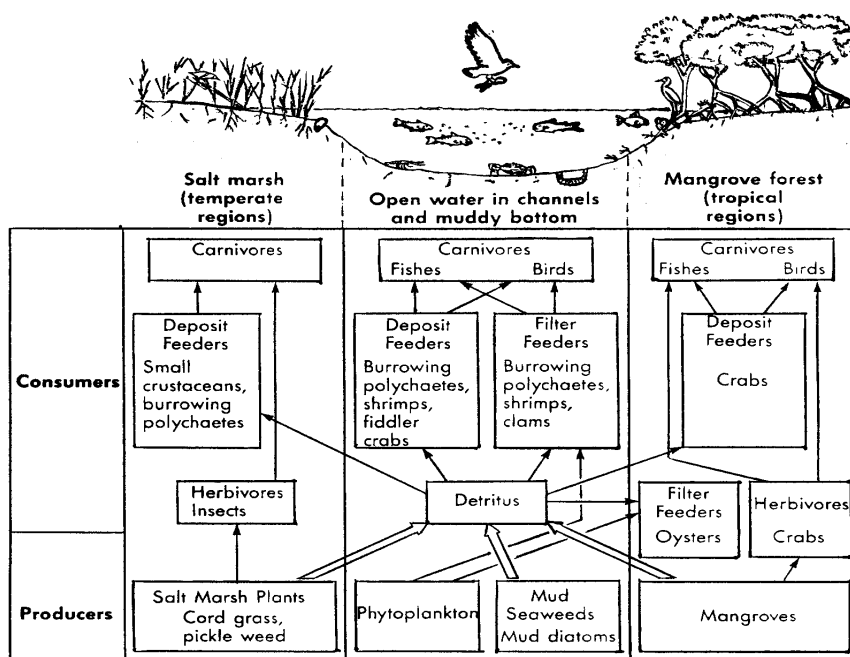 Salt marsh
(temperate
regions)
Open water in channels
and muddy bottom
Mangrove forest
(tropical
regions)
Consumers
Carnivores
Carnivores
Fishes Birds
Carnivores
Fishes Birds
Deposit
Feeders
Small
crustaceans,
burrowing
polychaetes
Deposit
Feeders
Burrowing
polychaetes,
shrimps,
fiddler
crabs
Filter
Feeders
Burrowing
polychaetes,
shrimps,
clams
Deposit
Feeders
Crabs
Herbivores
Insects
Detritus
Filter
Feeders
Oysters
Herbivores
Crabs
Producers
Salt Marsh Plants
Cord grass,
pickle weed
Phytoplankton
Mud
Seaweeds
Mud diatoms
Mangroves